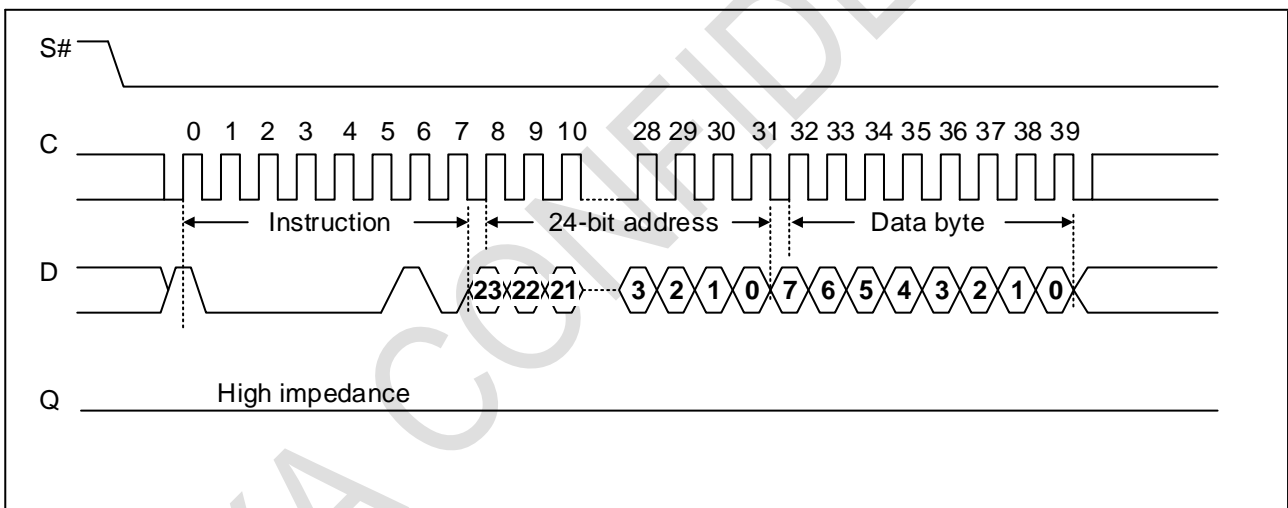 S#
C
0 1 2 3 4 5 6 7 8 9 10 28 29 30 31 32 33 34 35 36 37 38 39
Instruction 24-bit address Data byte
D
23 22 21 3 2 1 0 7 6 5 4 3 2 1 0
Q
High impedance